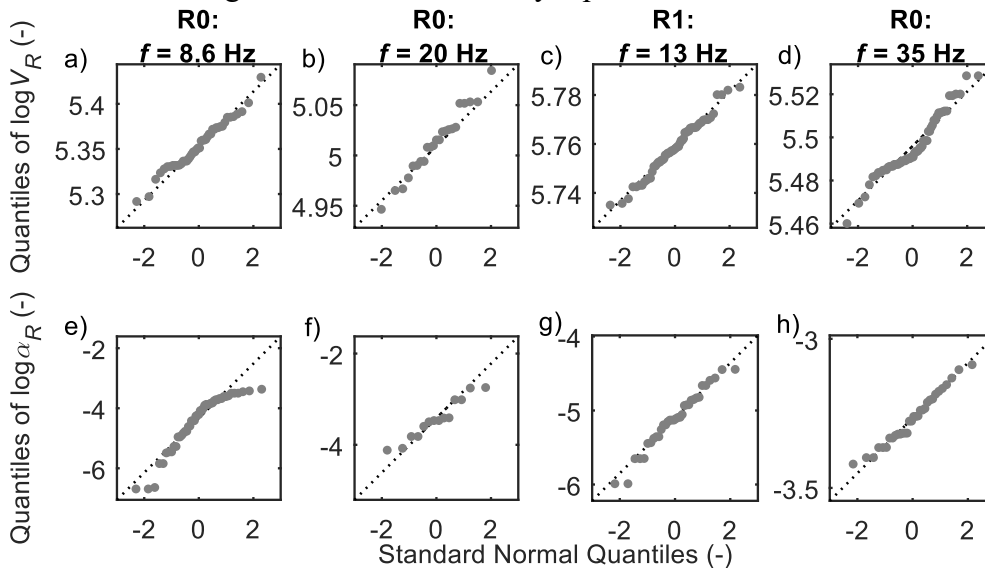 R0: R0: R1: R0:
f = 8.6 Hz f = 20 Hz f = 13 Hz f = 35 Hz
Quantiles of logV_R (-)
a) b) c) d)
5.4 5.05 5.78 5.52
5.35 5 5.76 5.5
5.3 4.95 5.74 5.48
5.46
-2 0 2 -2 0 2 -2 0 2 -2 0 2
Quantiles of logα_R (-)
e) f) g) h)
-2 -2 -4 -3
-4 -4 -5
-6 -6 -3.5
-2 0 2 -2 0 2 -2 0 2 -2 0 2
Standard Normal Quantiles (-)